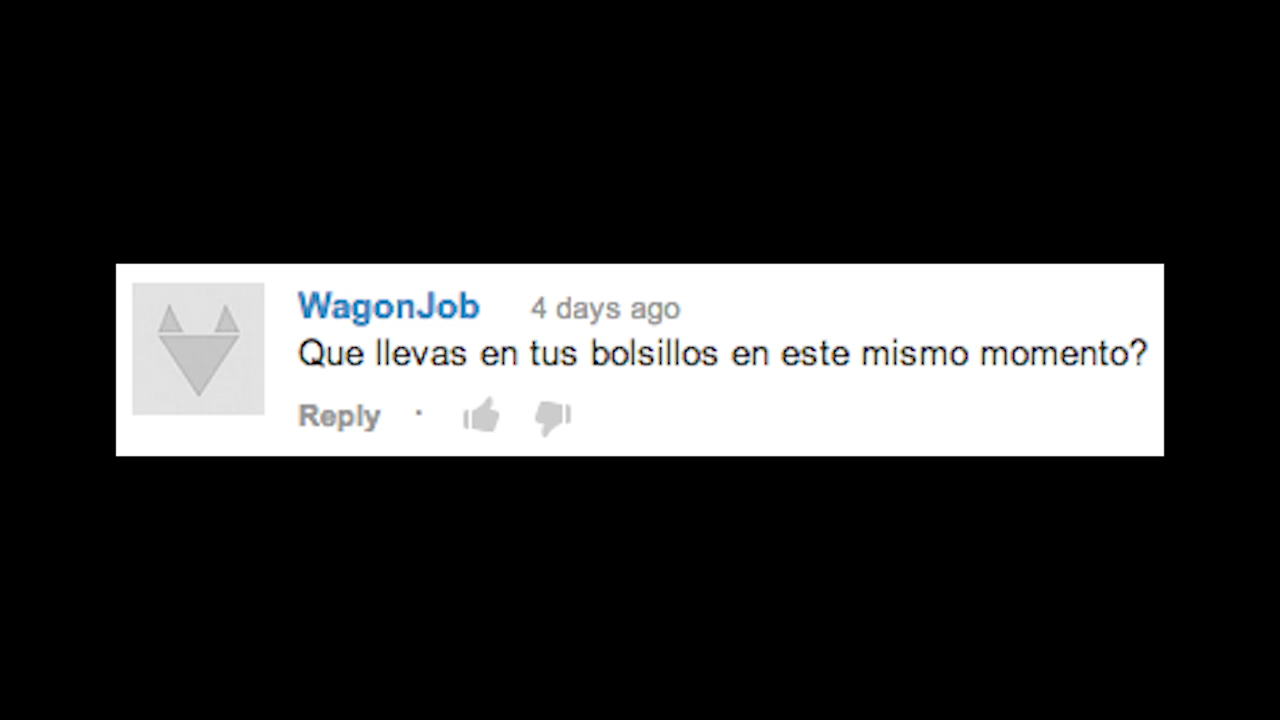 WagonJob 4 days ago
Que llevas en tus bolsillos en este mismo momento?
Reply ·